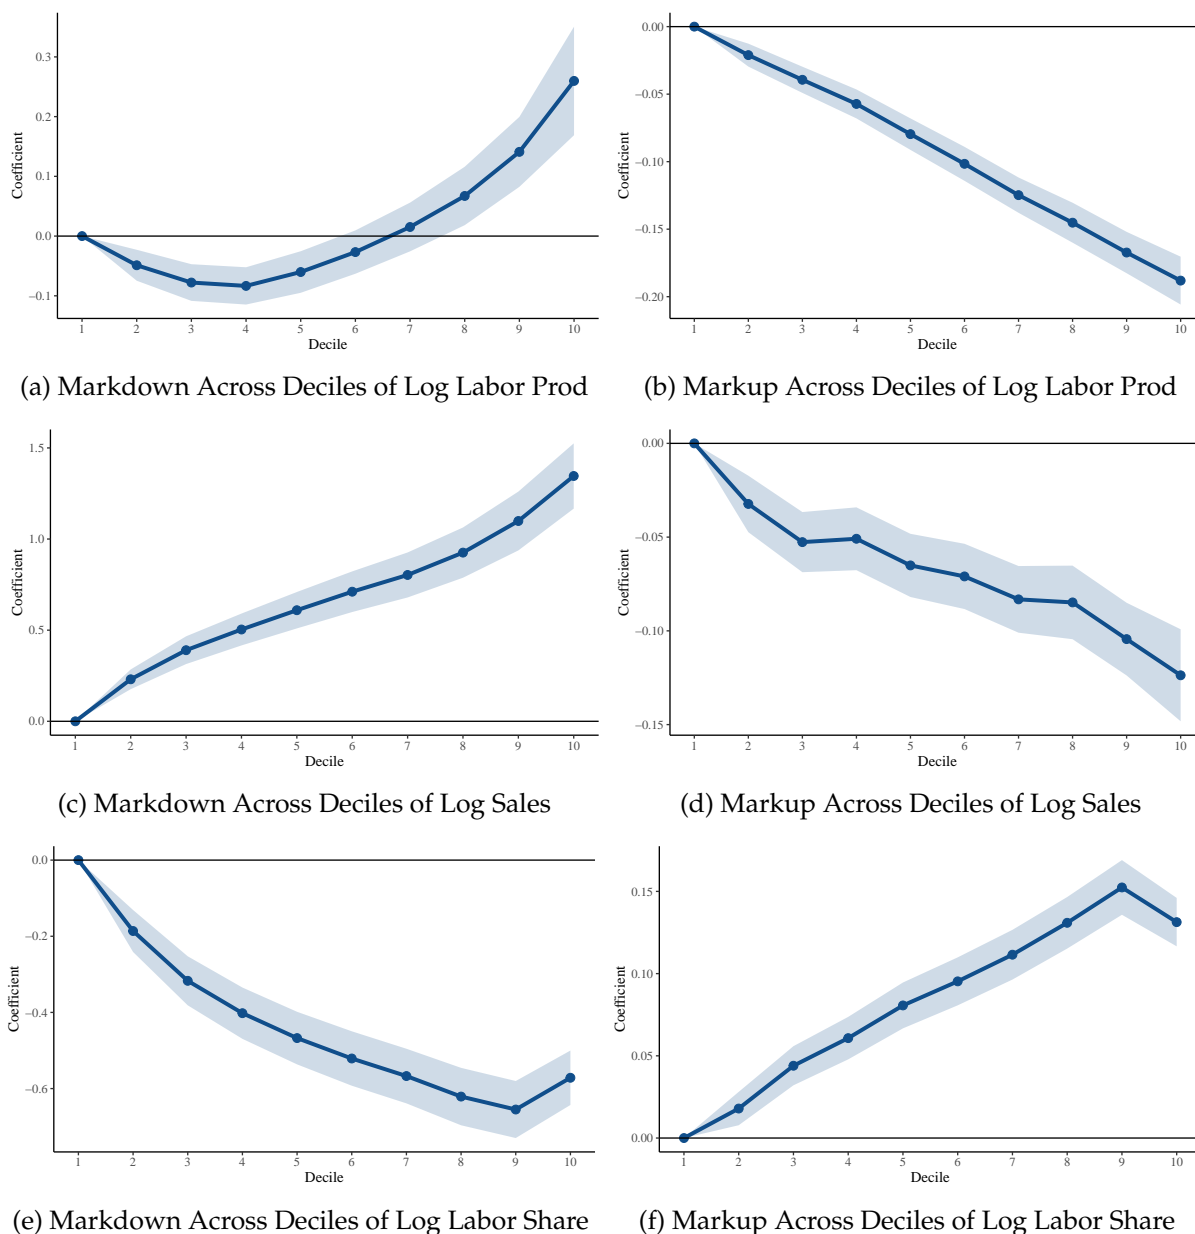 0.3
0.2
0.1
0.0
−0.1
Coefficient
1 2 3 4 5 6 7 8 9 10
Decile
(a) Markdown Across Deciles of Log Labor Prod
0.00
−0.05
−0.10
−0.15
−0.20
Coefficient
1 2 3 4 5 6 7 8 9 10
Decile
(b) Markup Across Deciles of Log Labor Prod
1.5
1.0
0.5
0.0
Coefficient
1 2 3 4 5 6 7 8 9 10
Decile
(c) Markdown Across Deciles of Log Sales
0.00
−0.05
−0.10
−0.15
Coefficient
1 2 3 4 5 6 7 8 9 10
Decile
(d) Markup Across Deciles of Log Sales
0.0
−0.2
−0.4
−0.6
Coefficient
1 2 3 4 5 6 7 8 9 10
Decile
(e) Markdown Across Deciles of Log Labor Share
0.15
0.10
0.05
0.00
Coefficient
1 2 3 4 5 6 7 8 9 10
Decile
(f) Markup Across Deciles of Log Labor Share